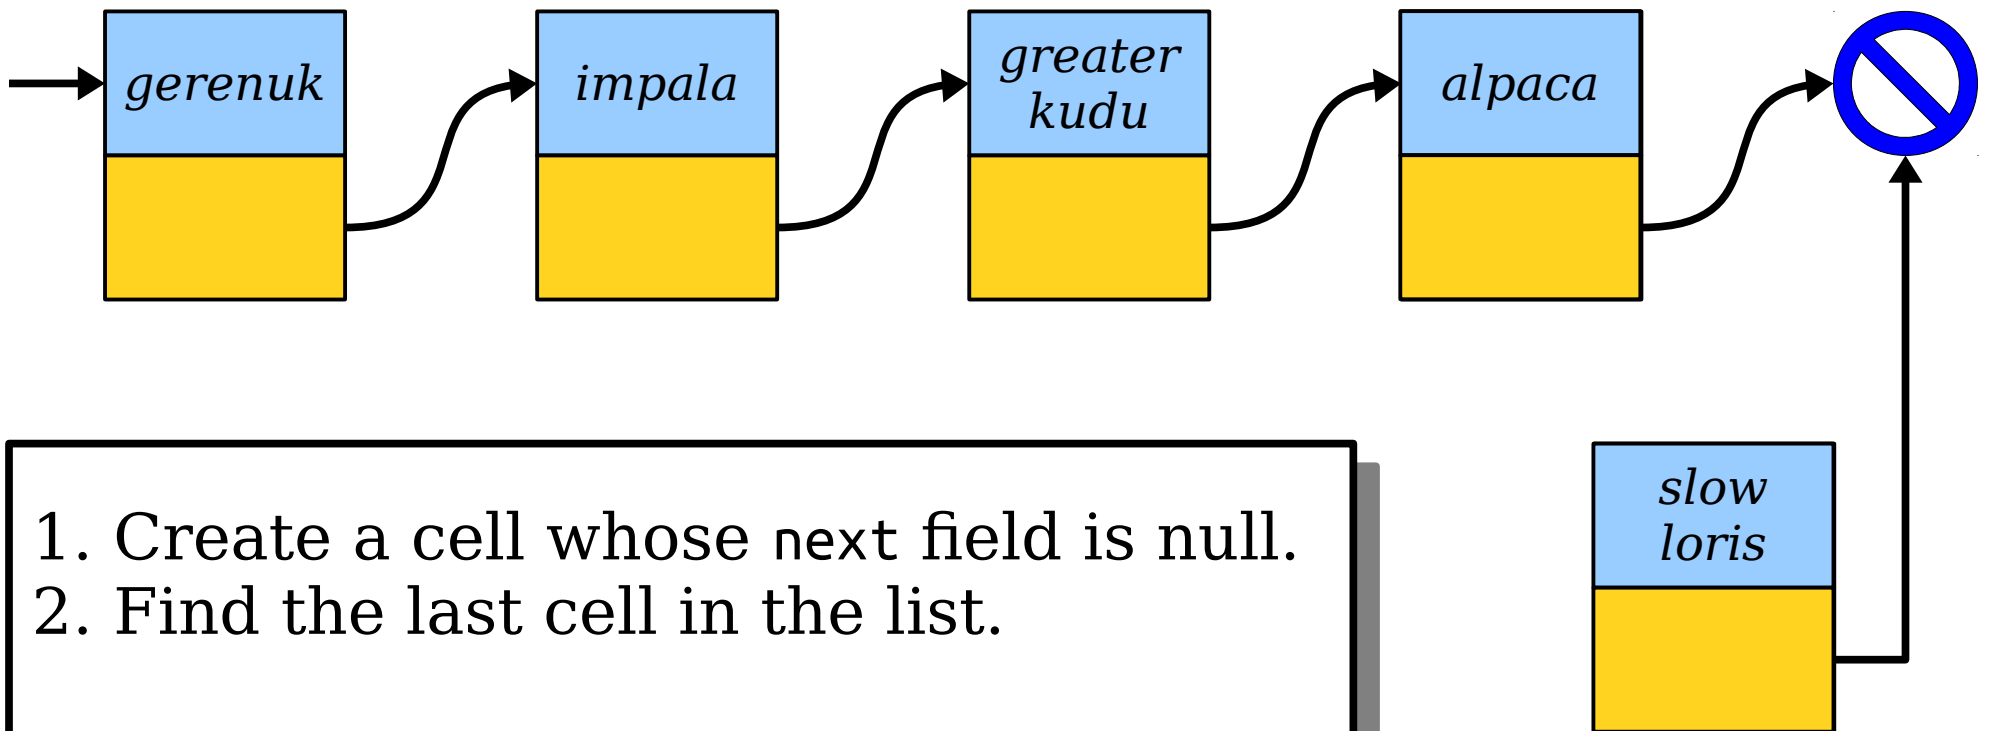 gerenuk
impala
greater
kudu
alpaca
1. Create a cell whose next field is null.
2. Find the last cell in the list.
slow
loris